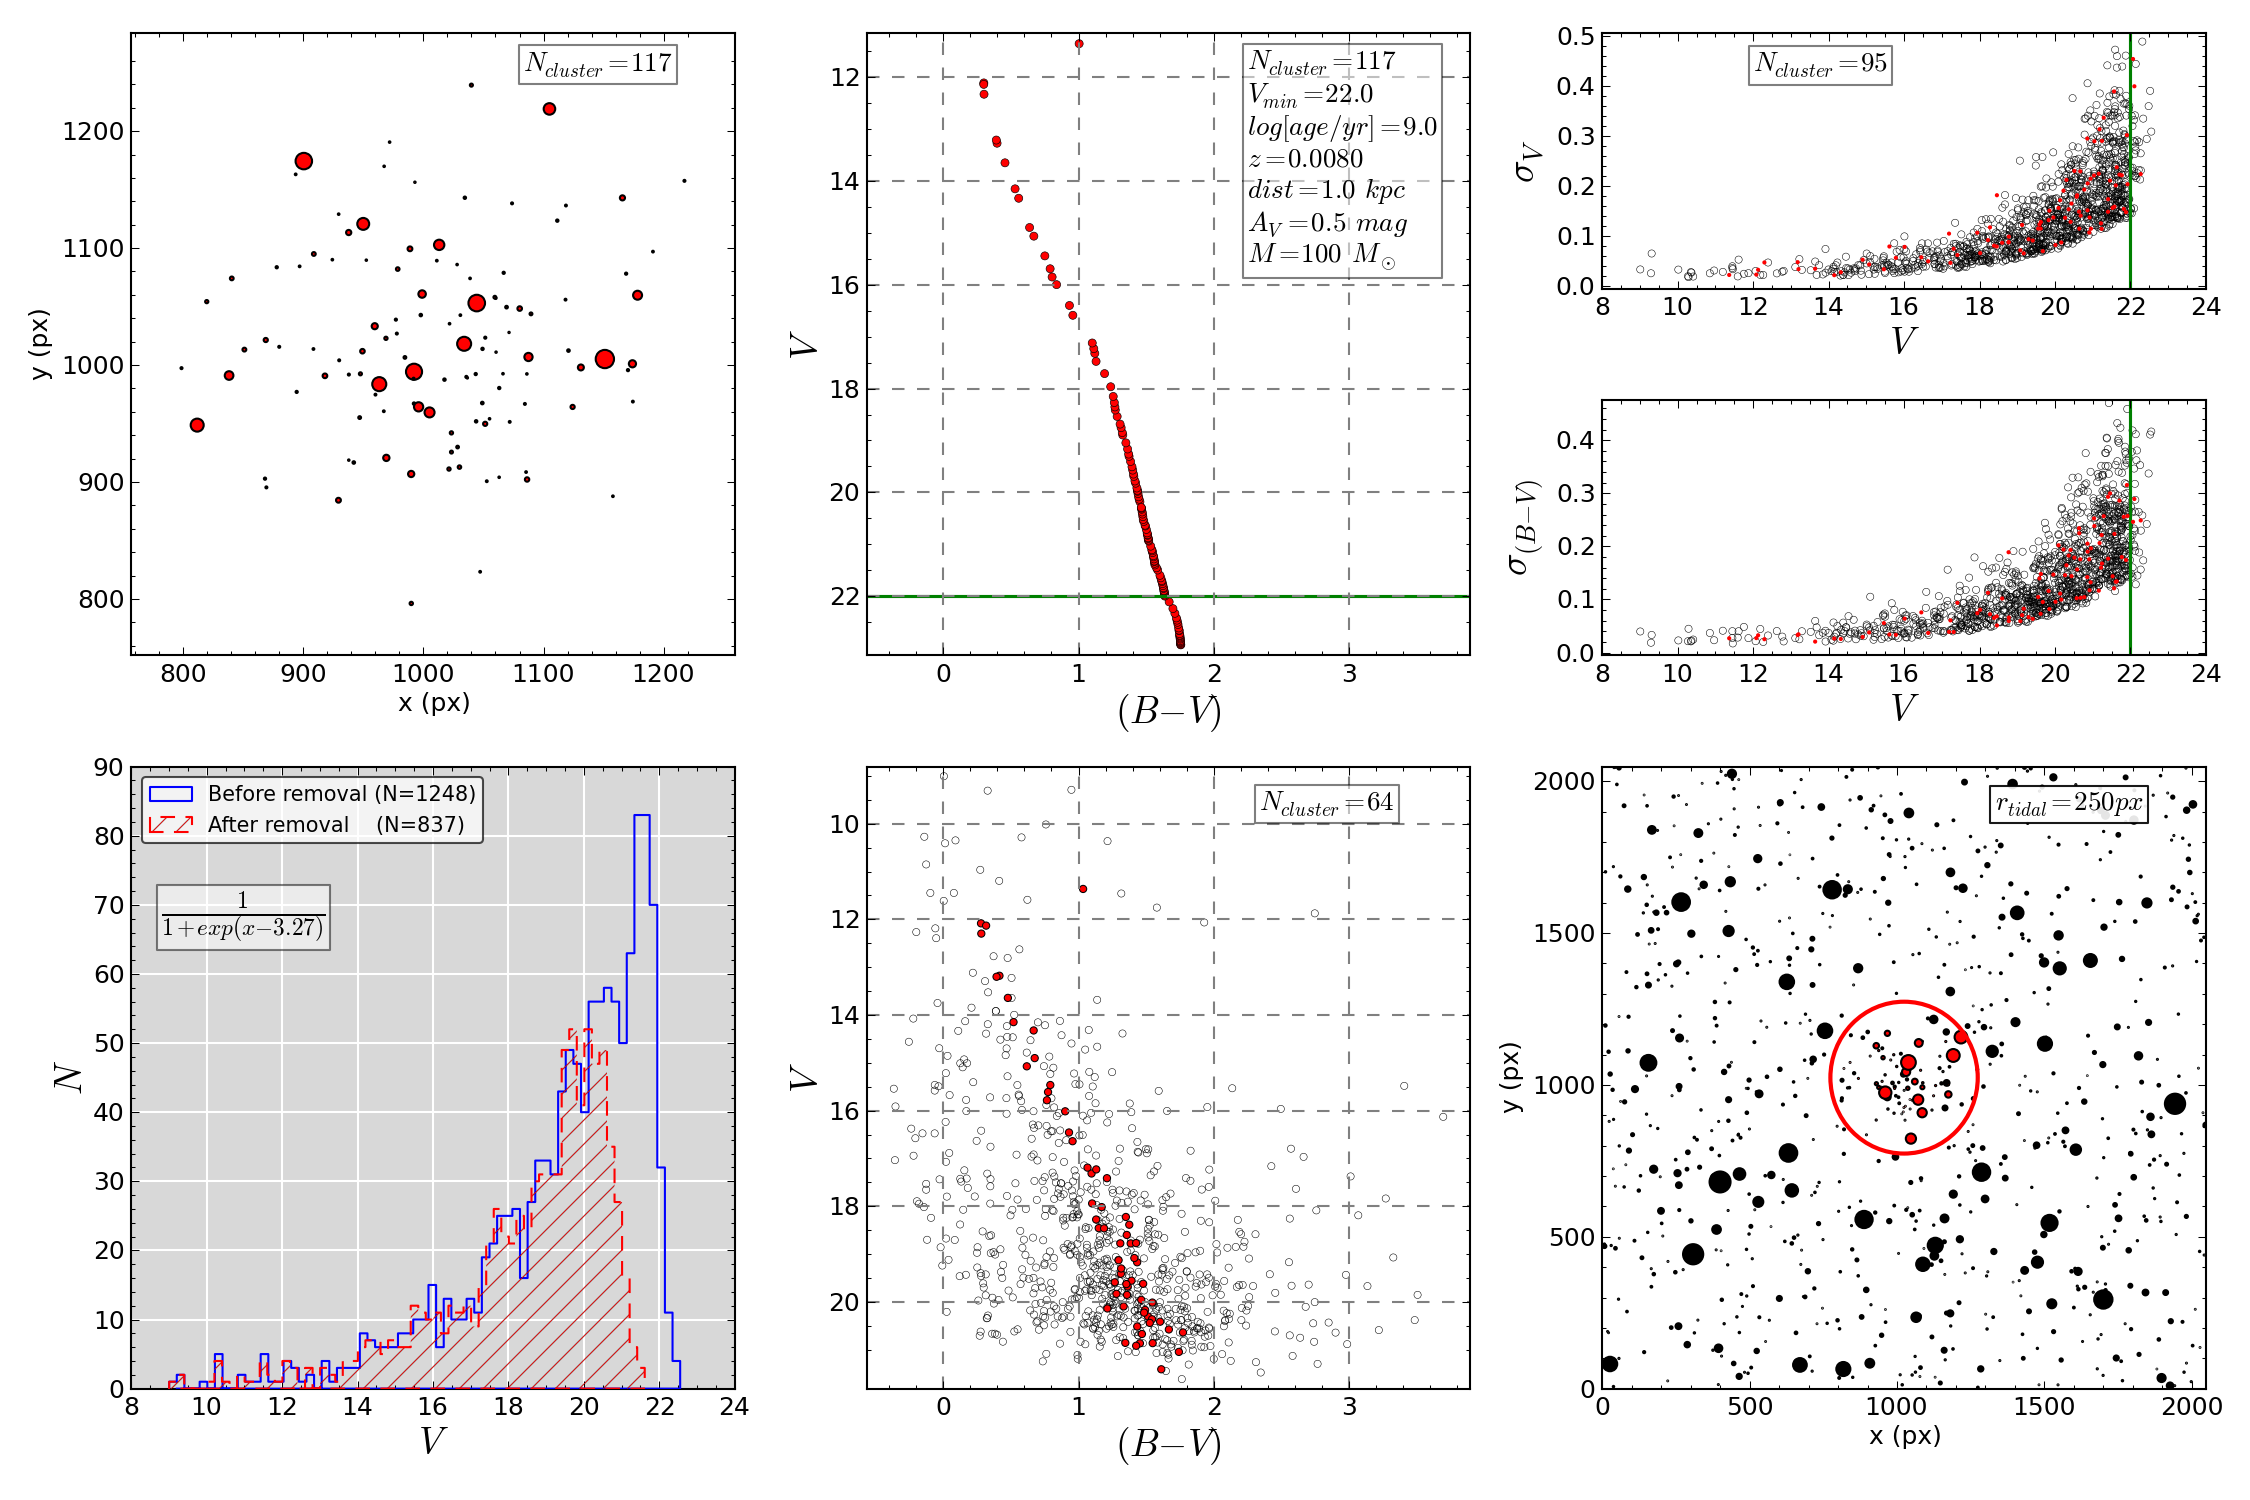 N_cluster=117
1200
1100
1000
900
800
y (px)
800 900 1000 1100 1200
x (px)
N_cluster=117
V_min=22.0
log[age/yr]=9.0
z=0.0080
dist=1.0 kpc
A_V=0.5 mag
M=100 M_⊙
12
14
16
18
20
22
V
0 1 2 3
(B−V)
N_cluster=95
0.5
0.4
0.3
0.2
0.1
0.0
σ_V
8 10 12 14 16 18 20 22 24
V
0.4
0.3
0.2
0.1
0.0
σ_(B−V)
8 10 12 14 16 18 20 22 24
V
Before removal (N=1248)
After removal (N=837)
1
1+exp(x−3.27)
90
80
70
60
50
40
30
20
10
0
N
8 10 12 14 16 18 20 22 24
V
N_cluster=64
10
12
14
16
18
20
V
0 1 2 3
(B−V)
r_tidal=250px
2000
1500
1000
500
0
y (px)
0 500 1000 1500 2000
x (px)